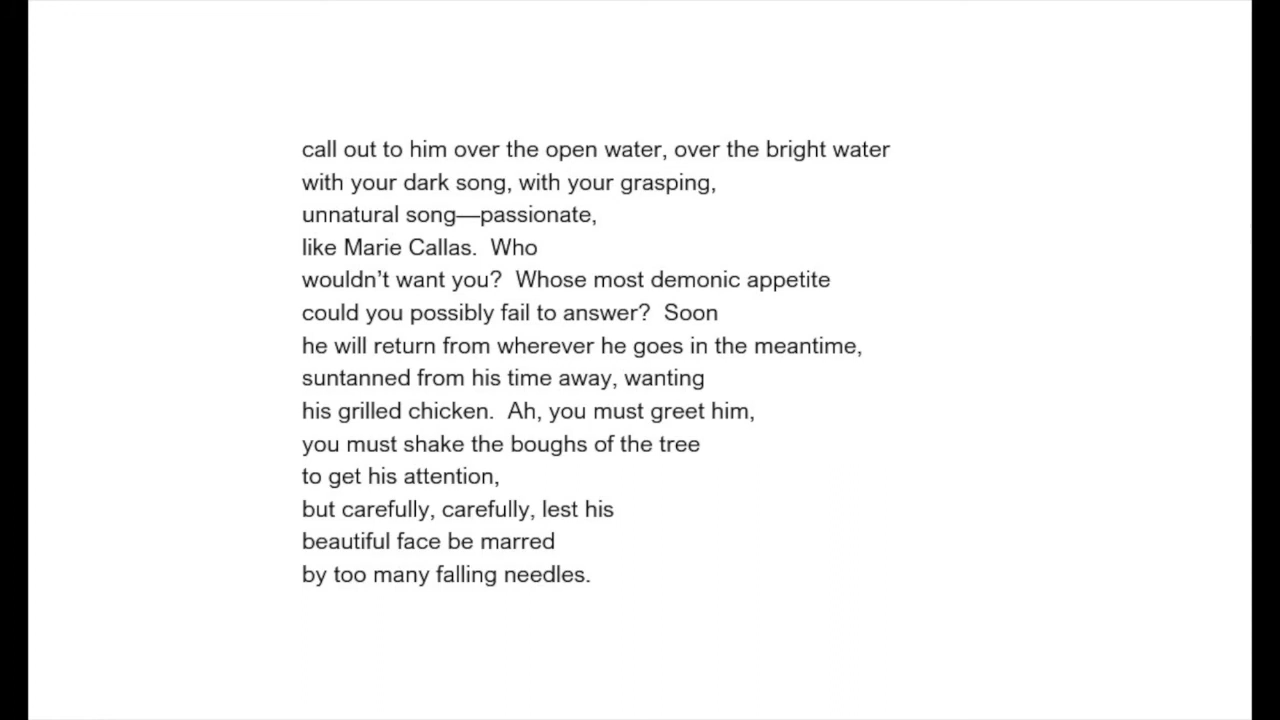 call out to him over the open water, over the bright water
with your dark song, with your grasping,
unnatural song—passionate,
like Marie Callas.  Who
wouldn’t want you?  Whose most demonic appetite
could you possibly fail to answer?  Soon
he will return from wherever he goes in the meantime,
suntanned from his time away, wanting
his grilled chicken.  Ah, you must greet him,
you must shake the boughs of the tree
to get his attention,
but carefully, carefully, lest his
beautiful face be marred
by too many falling needles.